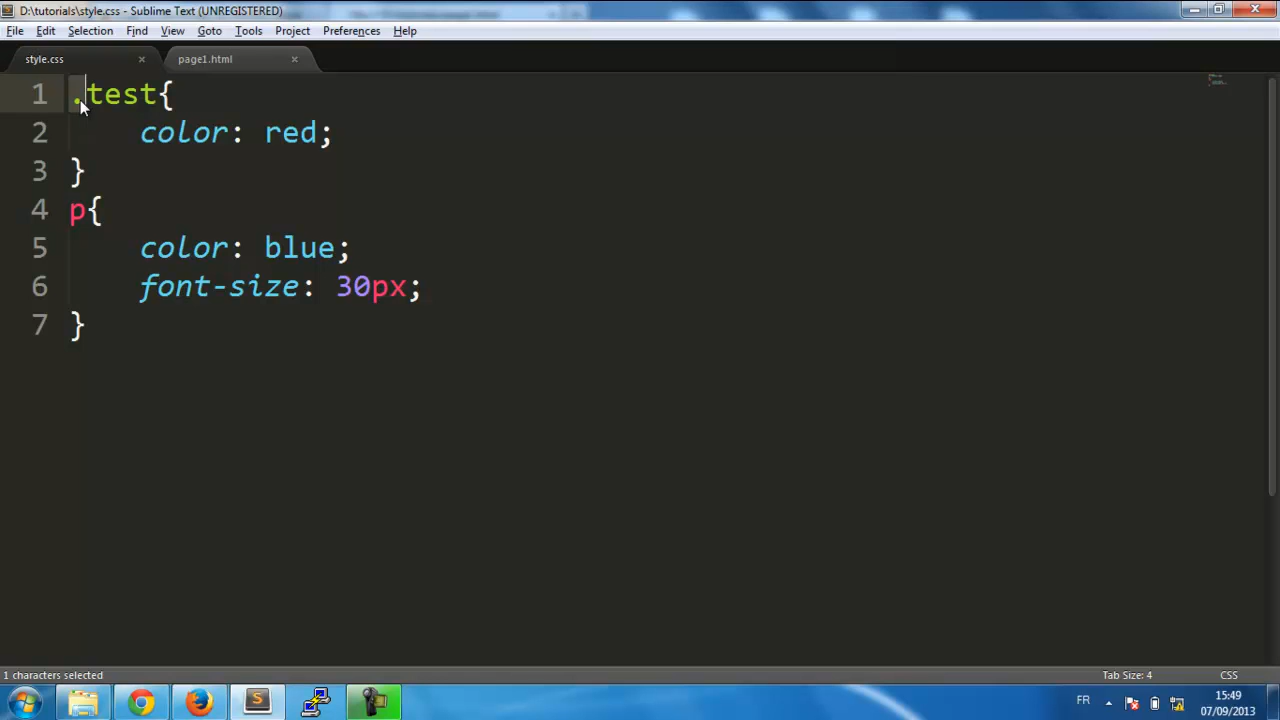 D:\tutorials\style.css - Sublime Text (UNREGISTERED)
File Edit Selection Find View Goto Tools Project Preferences Help
style.css × page1.html ×
1 .test{
2 color: red;
3 }
4 p{
5 color: blue;
6 font-size: 30px;
7 }
1 characters selected Tab Size: 4 CSS
FR 15:49
07/09/2013